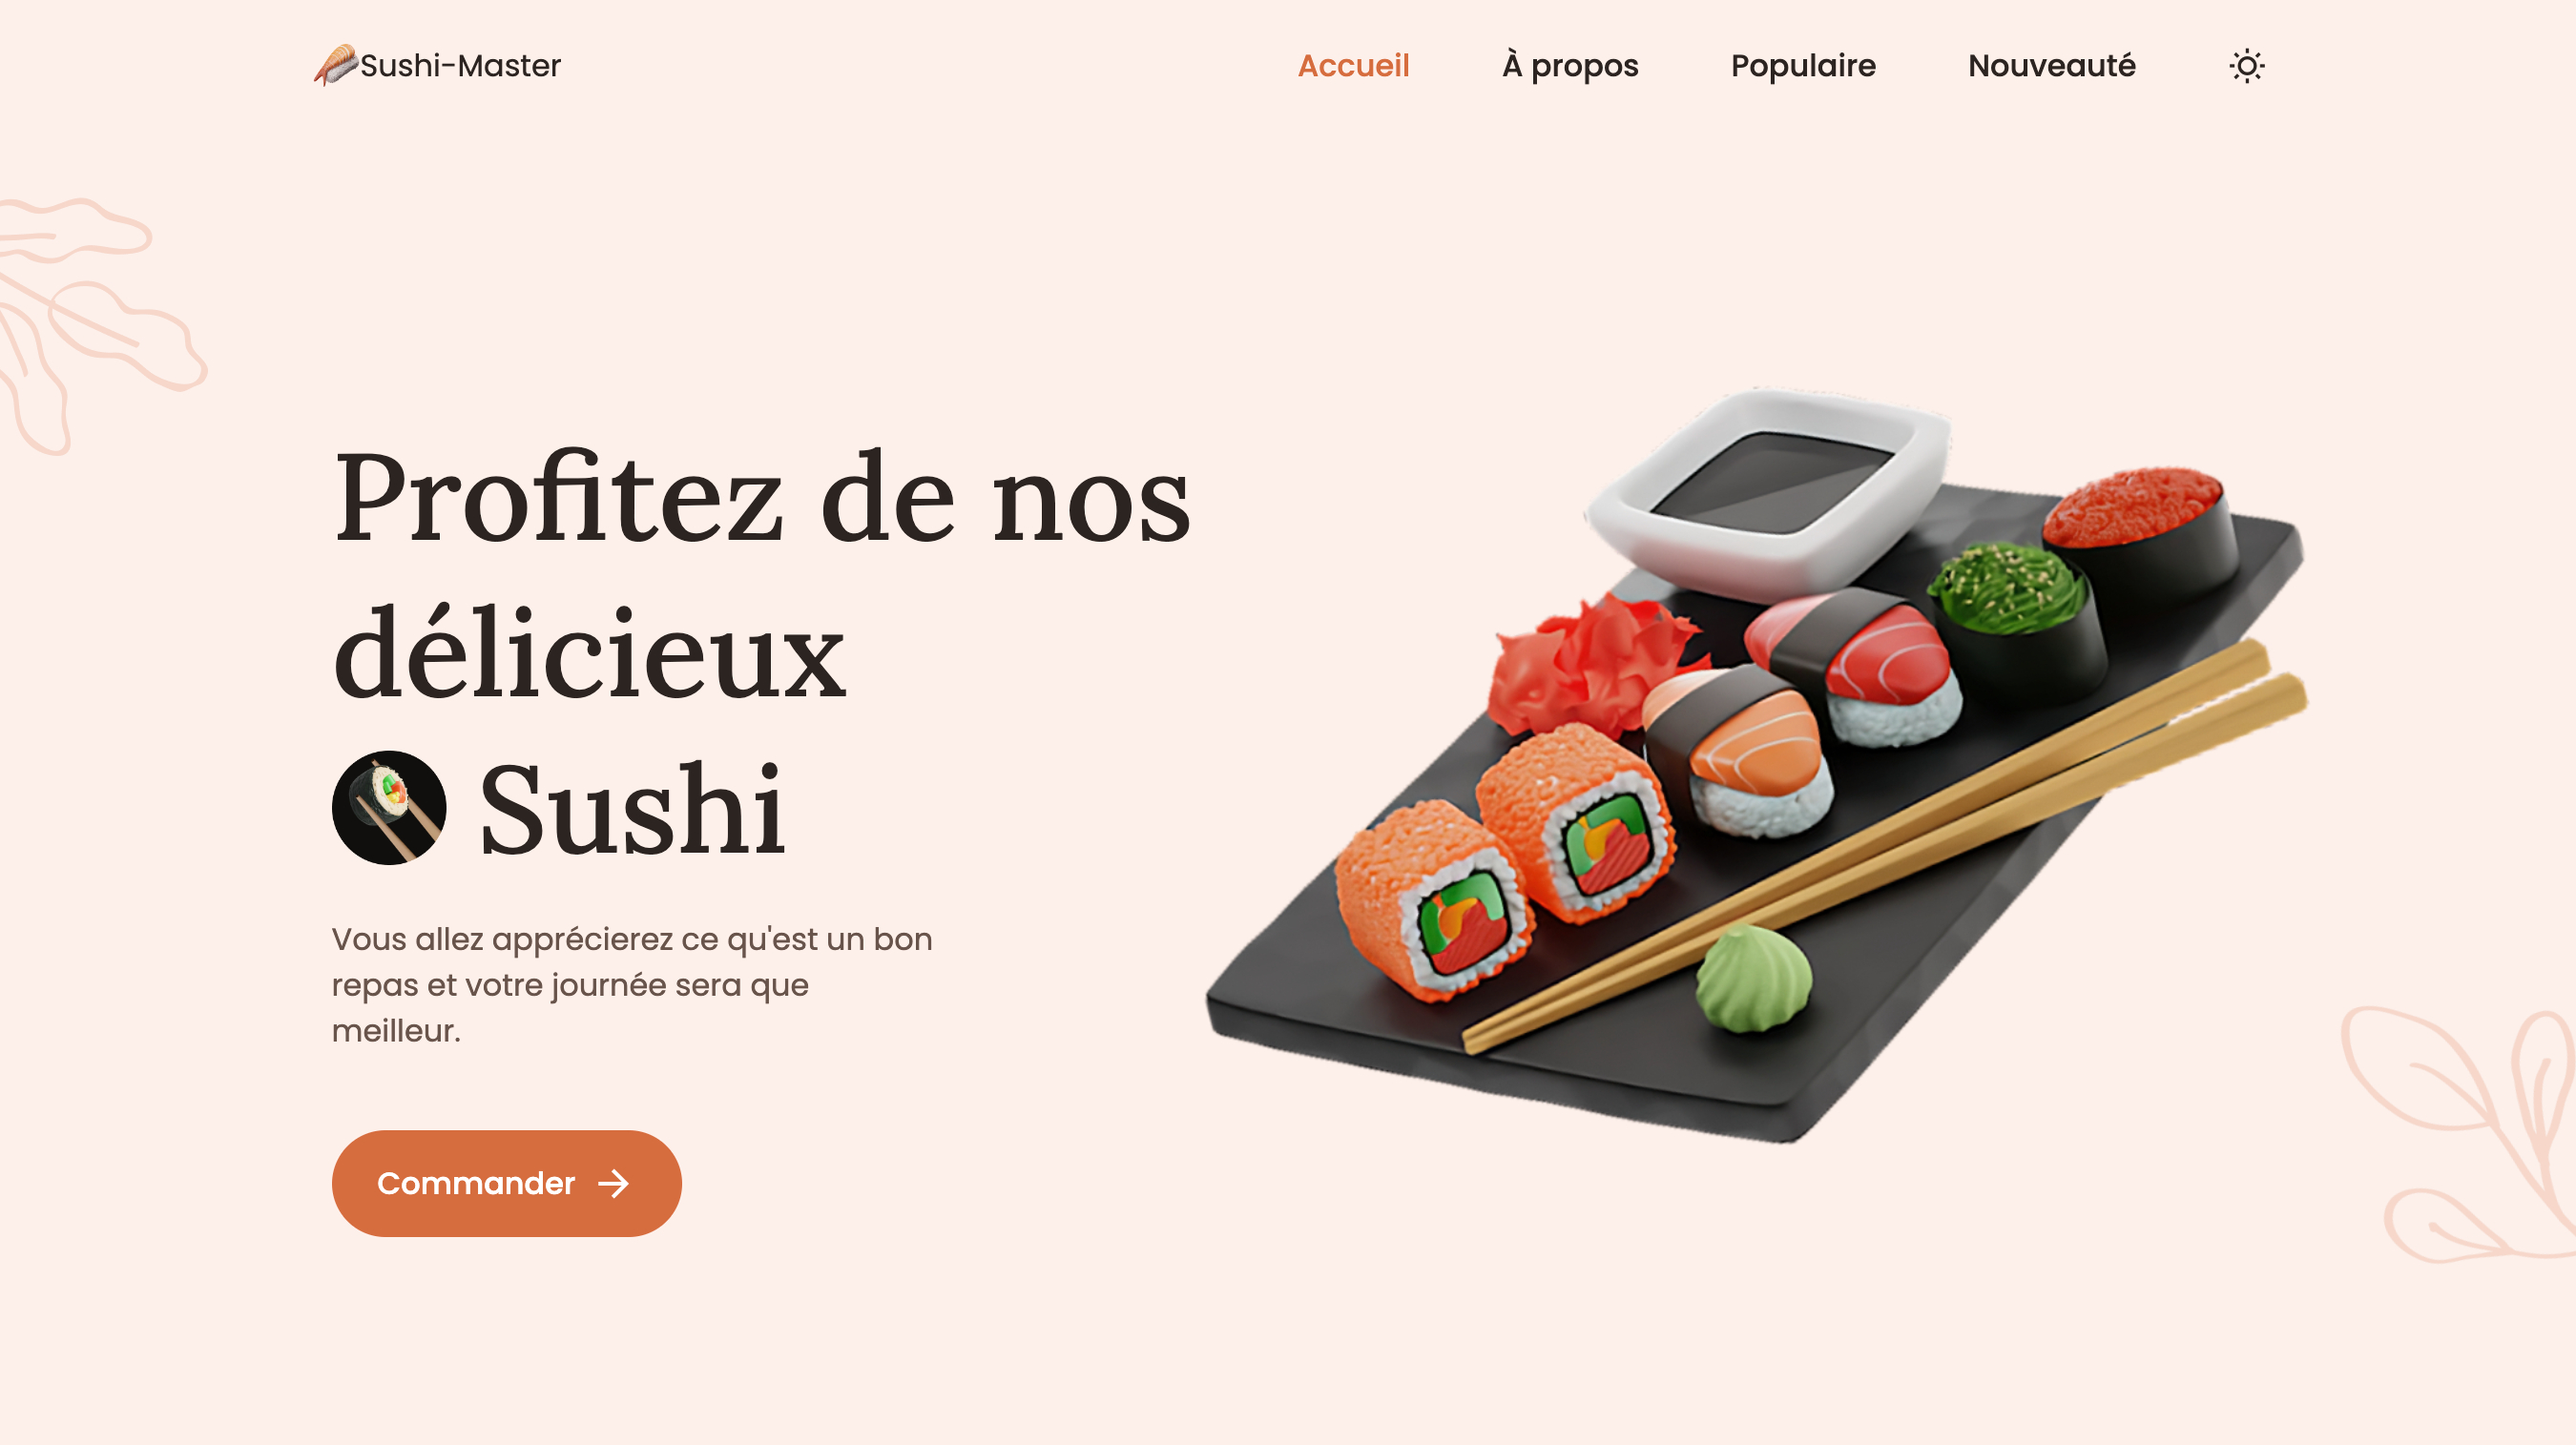 Sushi-Master
Accueil
À propos
Populaire
Nouveauté
Profitez de nos
délicieux
Sushi
Vous allez apprécierez ce qu'est un bon
repas et votre journée sera que
meilleur.
Commander